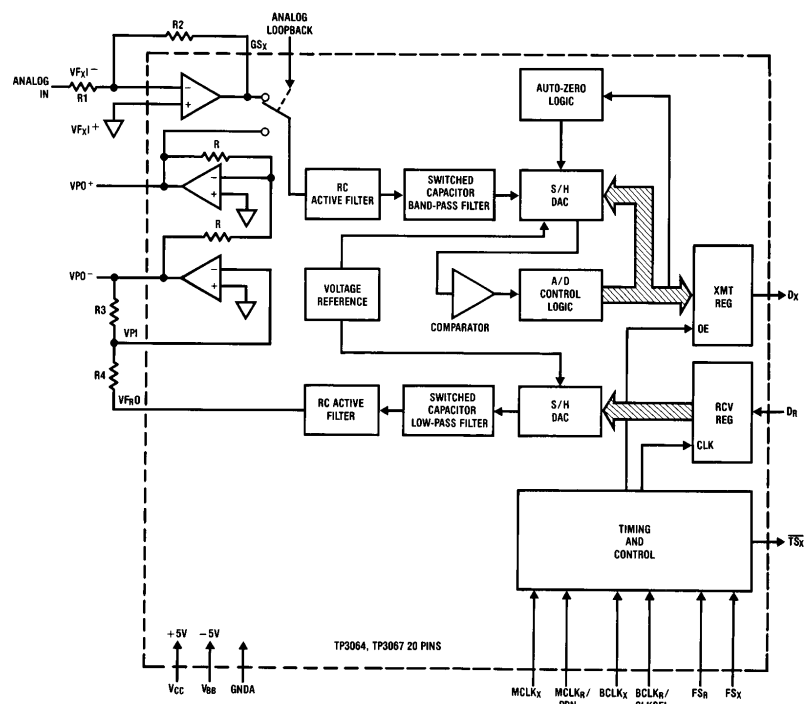 R2
ANALOG
LOOPBACK
GSX
VFXI−
ANALOG
IN
R1
VFXI+
−
+
AUTO-ZERO
LOGIC
R
VPO+
−
+
RC
ACTIVE FILTER
SWITCHED
CAPACITOR
BAND-PASS FILTER
S/H
DAC
R
VPO−
−
+
VOLTAGE
REFERENCE
COMPARATOR
A/D
CONTROL
LOGIC
XMT
REG
DX
OE
R3
VPI
R4
VFRO
RC ACTIVE
FILTER
SWITCHED
CAPACITOR
LOW-PASS FILTER
S/H
DAC
RCV
REG
DR
CLK
TIMING
AND
CONTROL
TSX
+5V
−5V
TP3064, TP3067 20 PINS
VCC
VBB
GNDA
MCLKX
MCLKR/
BCLKX
BCLKR/
FSR
FSX